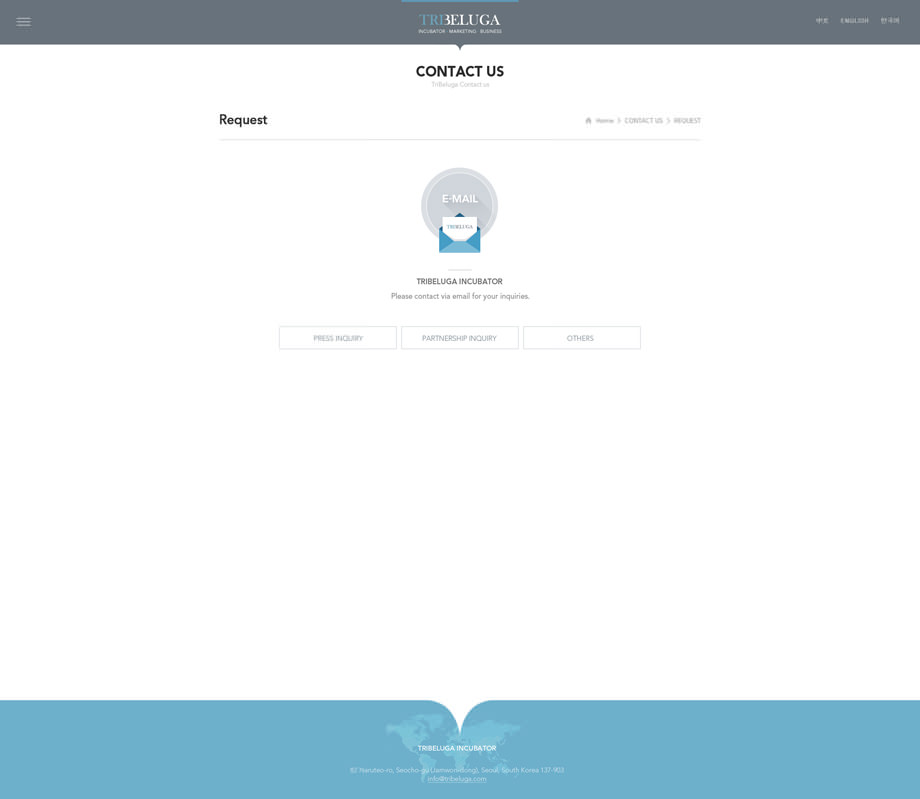 TRIBELUGA
INCUBATOR · MARKETING · BUSINESS
中文 ENGLISH 한국어
CONTACT US
TriBeluga Contact us
Request
Home > CONTACT US > REQUEST
E-MAIL
TRIBELUGA
TRIBELUGA INCUBATOR
Please contact via email for your inquiries.
PRESS INQUIRY
PARTNERSHIP INQUIRY
OTHERS
TRIBELUGA INCUBATOR
Naruteo-ro, Seocho-gu (Jamwon-dong), Seoul, South Korea 137-903
info@tribeluga.com